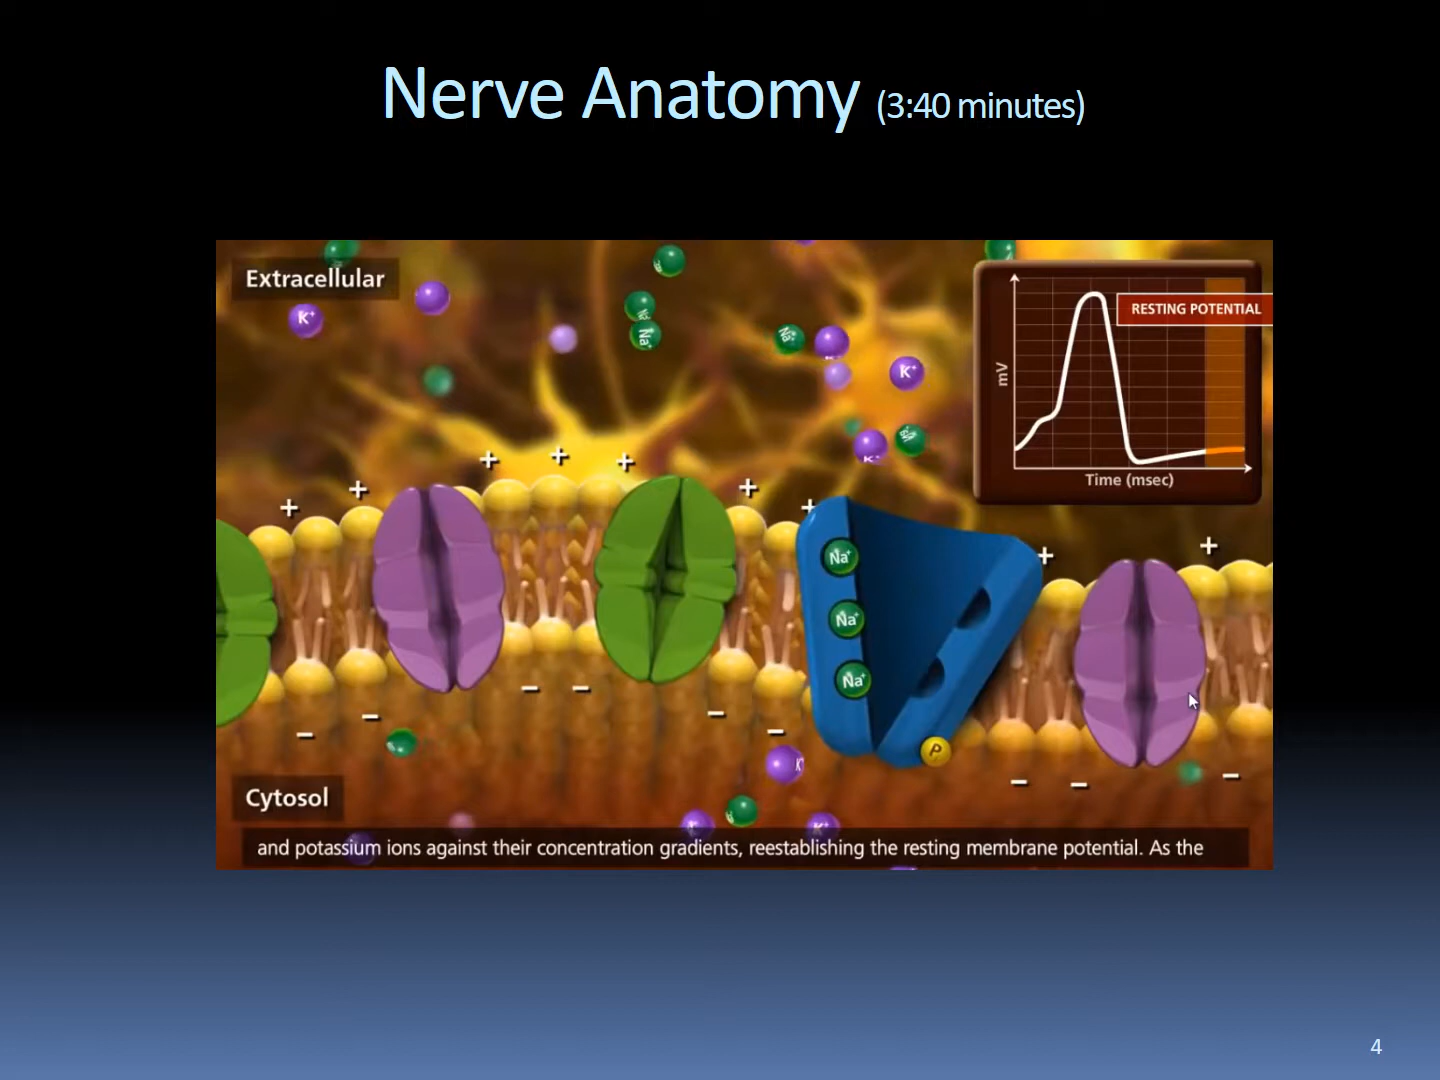 Nerve Anatomy (3:40 minutes)
Extracellular
RESTING POTENTIAL
mV
Time (msec)
K⁺
Na⁺
Na⁺
K⁺
K⁺
+ + + + + + + + +
Na⁺
Na⁺
Na⁺
P
− − − − − − − − −
Cytosol
K⁺
K⁺
and potassium ions against their concentration gradients, reestablishing the resting membrane potential. As the
4